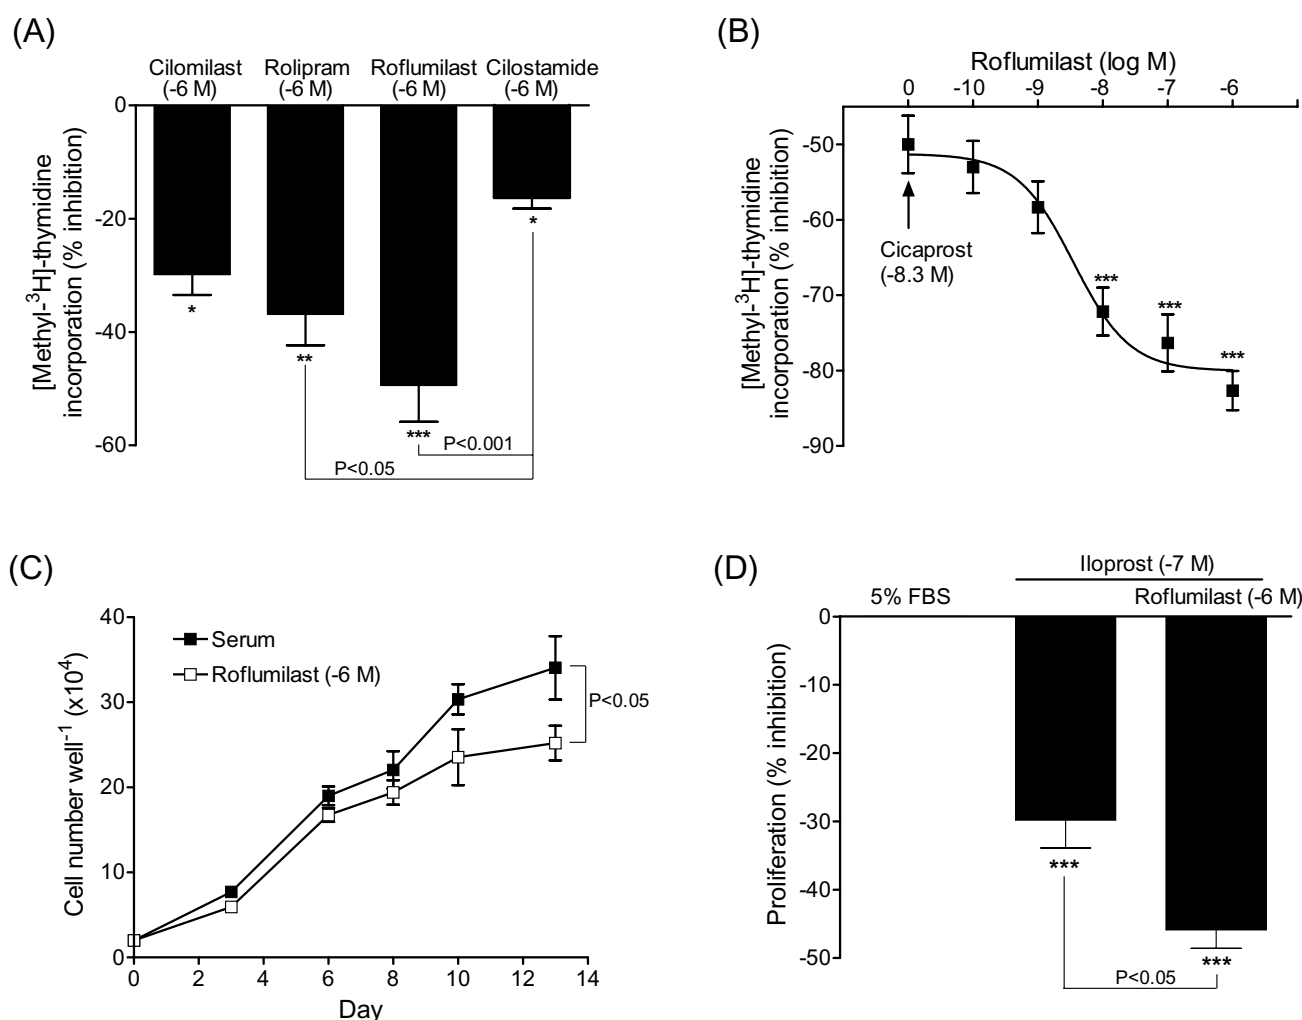 (A)
Cilomilast Rolipram Roflumilast Cilostamide
(-6 M) (-6 M) (-6 M) (-6 M)
[Methyl-³H]-thymidine
incorporation (% inhibition)
0
-20
-40
-60
*
**
***
*
P<0.001
P<0.05
(B)
Roflumilast (log M)
0 -10 -9 -8 -7 -6
[Methyl-³H]-thymidine
incorporation (% inhibition)
-50
-60
-70
-80
-90
Cicaprost
(-8.3 M)
***
***
***
(C)
Cell number well⁻¹ (x10⁴)
40
30
20
10
0
Serum
Roflumilast (-6 M)
P<0.05
0 2 4 6 8 10 12 14
Day
(D)
Iloprost (-7 M)
5% FBS Roflumilast (-6 M)
Proliferation (% inhibition)
0
-10
-20
-30
-40
-50
***
***
P<0.05